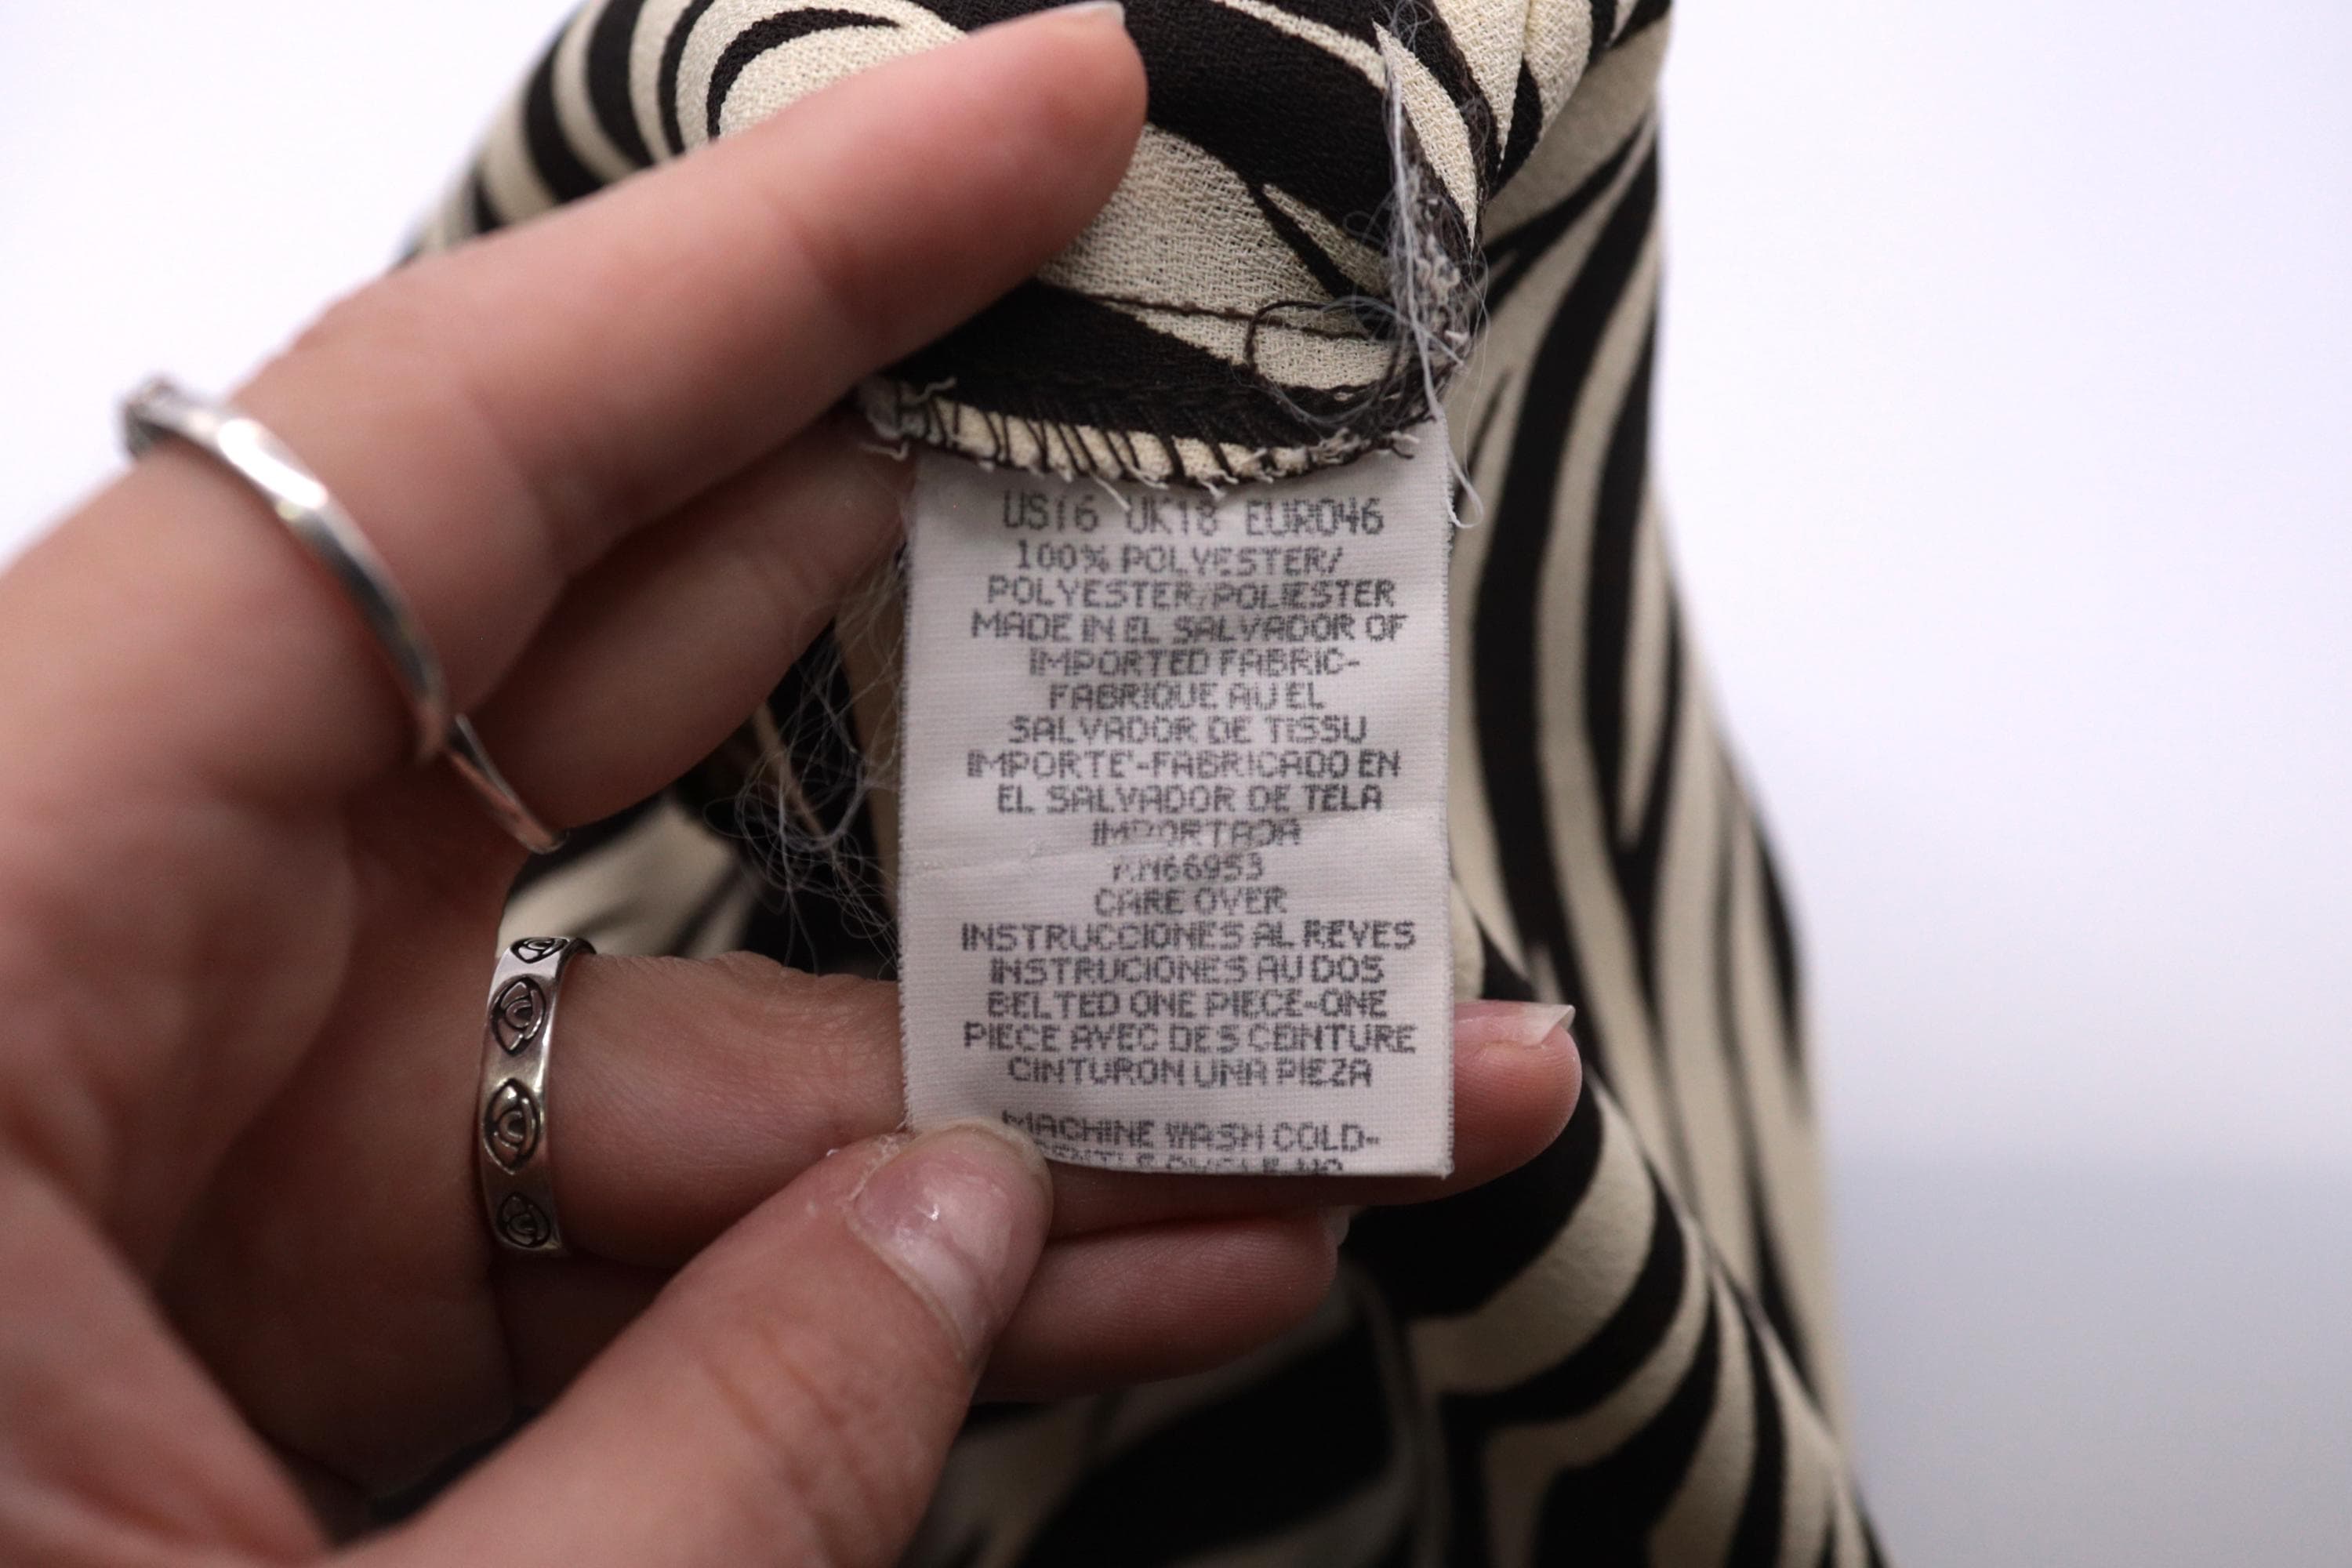 US16 UK18 EURO46
100% POLYESTER/
POLYESTER/POLIESTER
MADE IN EL SALVADOR OF
IMPORTED FABRIC-
FABRIQUE AU EL
SALVADOR DE TISSU
IMPORTE'-FABRICADO EN
EL SALVADOR DE TELA
IMPORTADA
RN66953
CARE OVER
INSTRUCCIONES AL REVES
INSTRUCIONES AU DOS
BELTED ONE PIECE-ONE
PIECE AVEC DES CEINTURE
CINTURON UNA PIEZA
MACHINE WASH COLD-